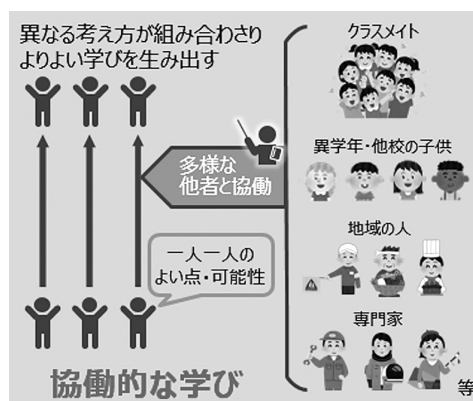 異なる考え方が組み合わさり
よりよい学びを生み出す
多様な
他者と協働
一人一人の
よい点・可能性
協働的な学び
クラスメイト
異学年・他校の子供
地域の人
専門家
等